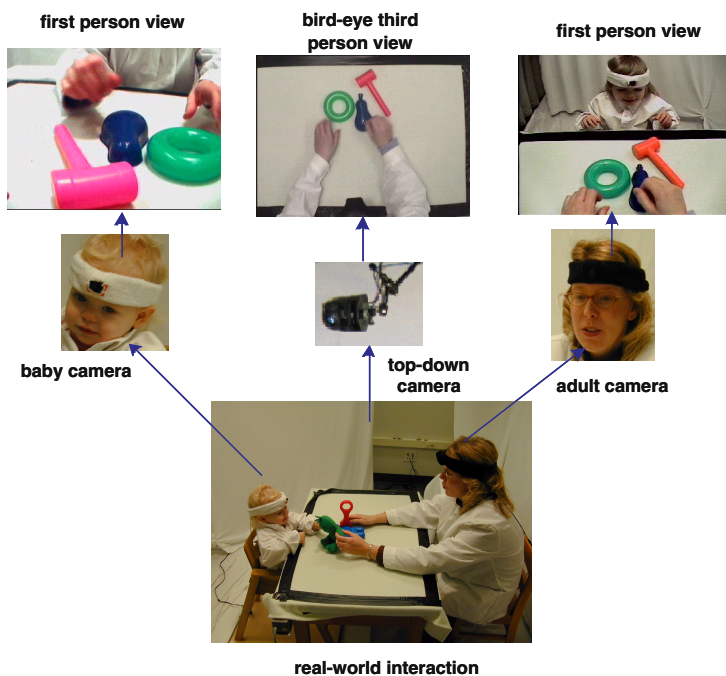 first person view
bird-eye third
person view
first person view
baby camera
top-down
camera
adult camera
real-world interaction